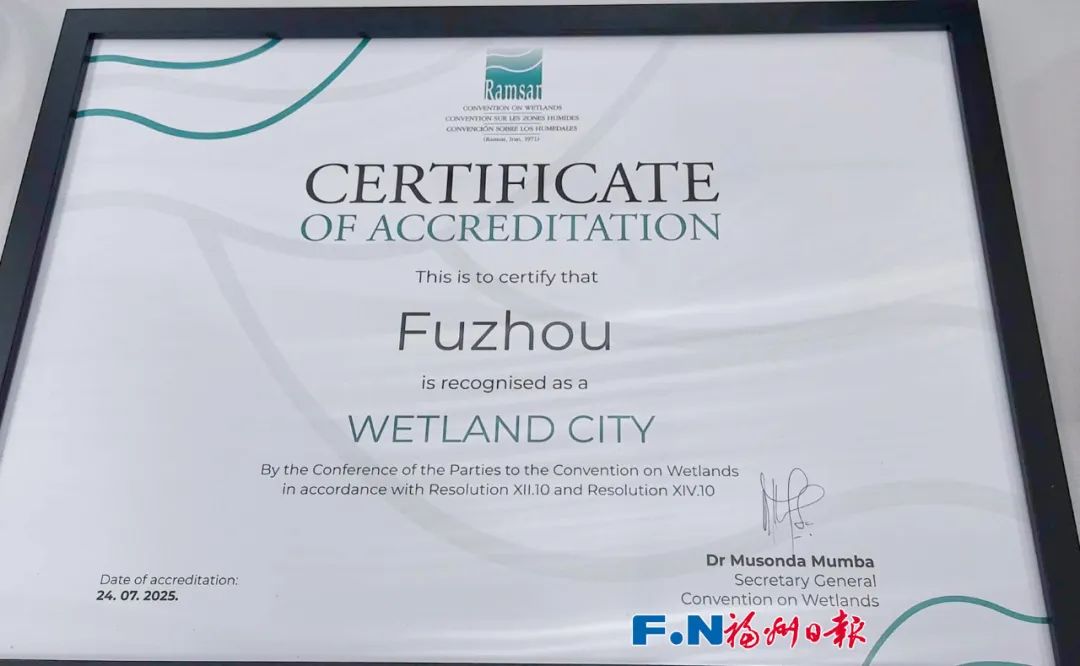 Ramsar
CONVENTION ON WETLANDS
CONVENTION SUR LES ZONES HUMIDES
CONVENCIÓN SOBRE LOS HUMEDALES
(Ramsar, Iran, 1971)
CERTIFICATE
OF ACCREDITATION
This is to certify that
Fuzhou
is recognised as a
WETLAND CITY
By the Conference of the Parties to the Convention on Wetlands
in accordance with Resolution XII.10 and Resolution XIV.10
Dr Musonda Mumba
Secretary General
Convention on Wetlands
Date of accreditation:
24. 07. 2025.
F.N福州日报